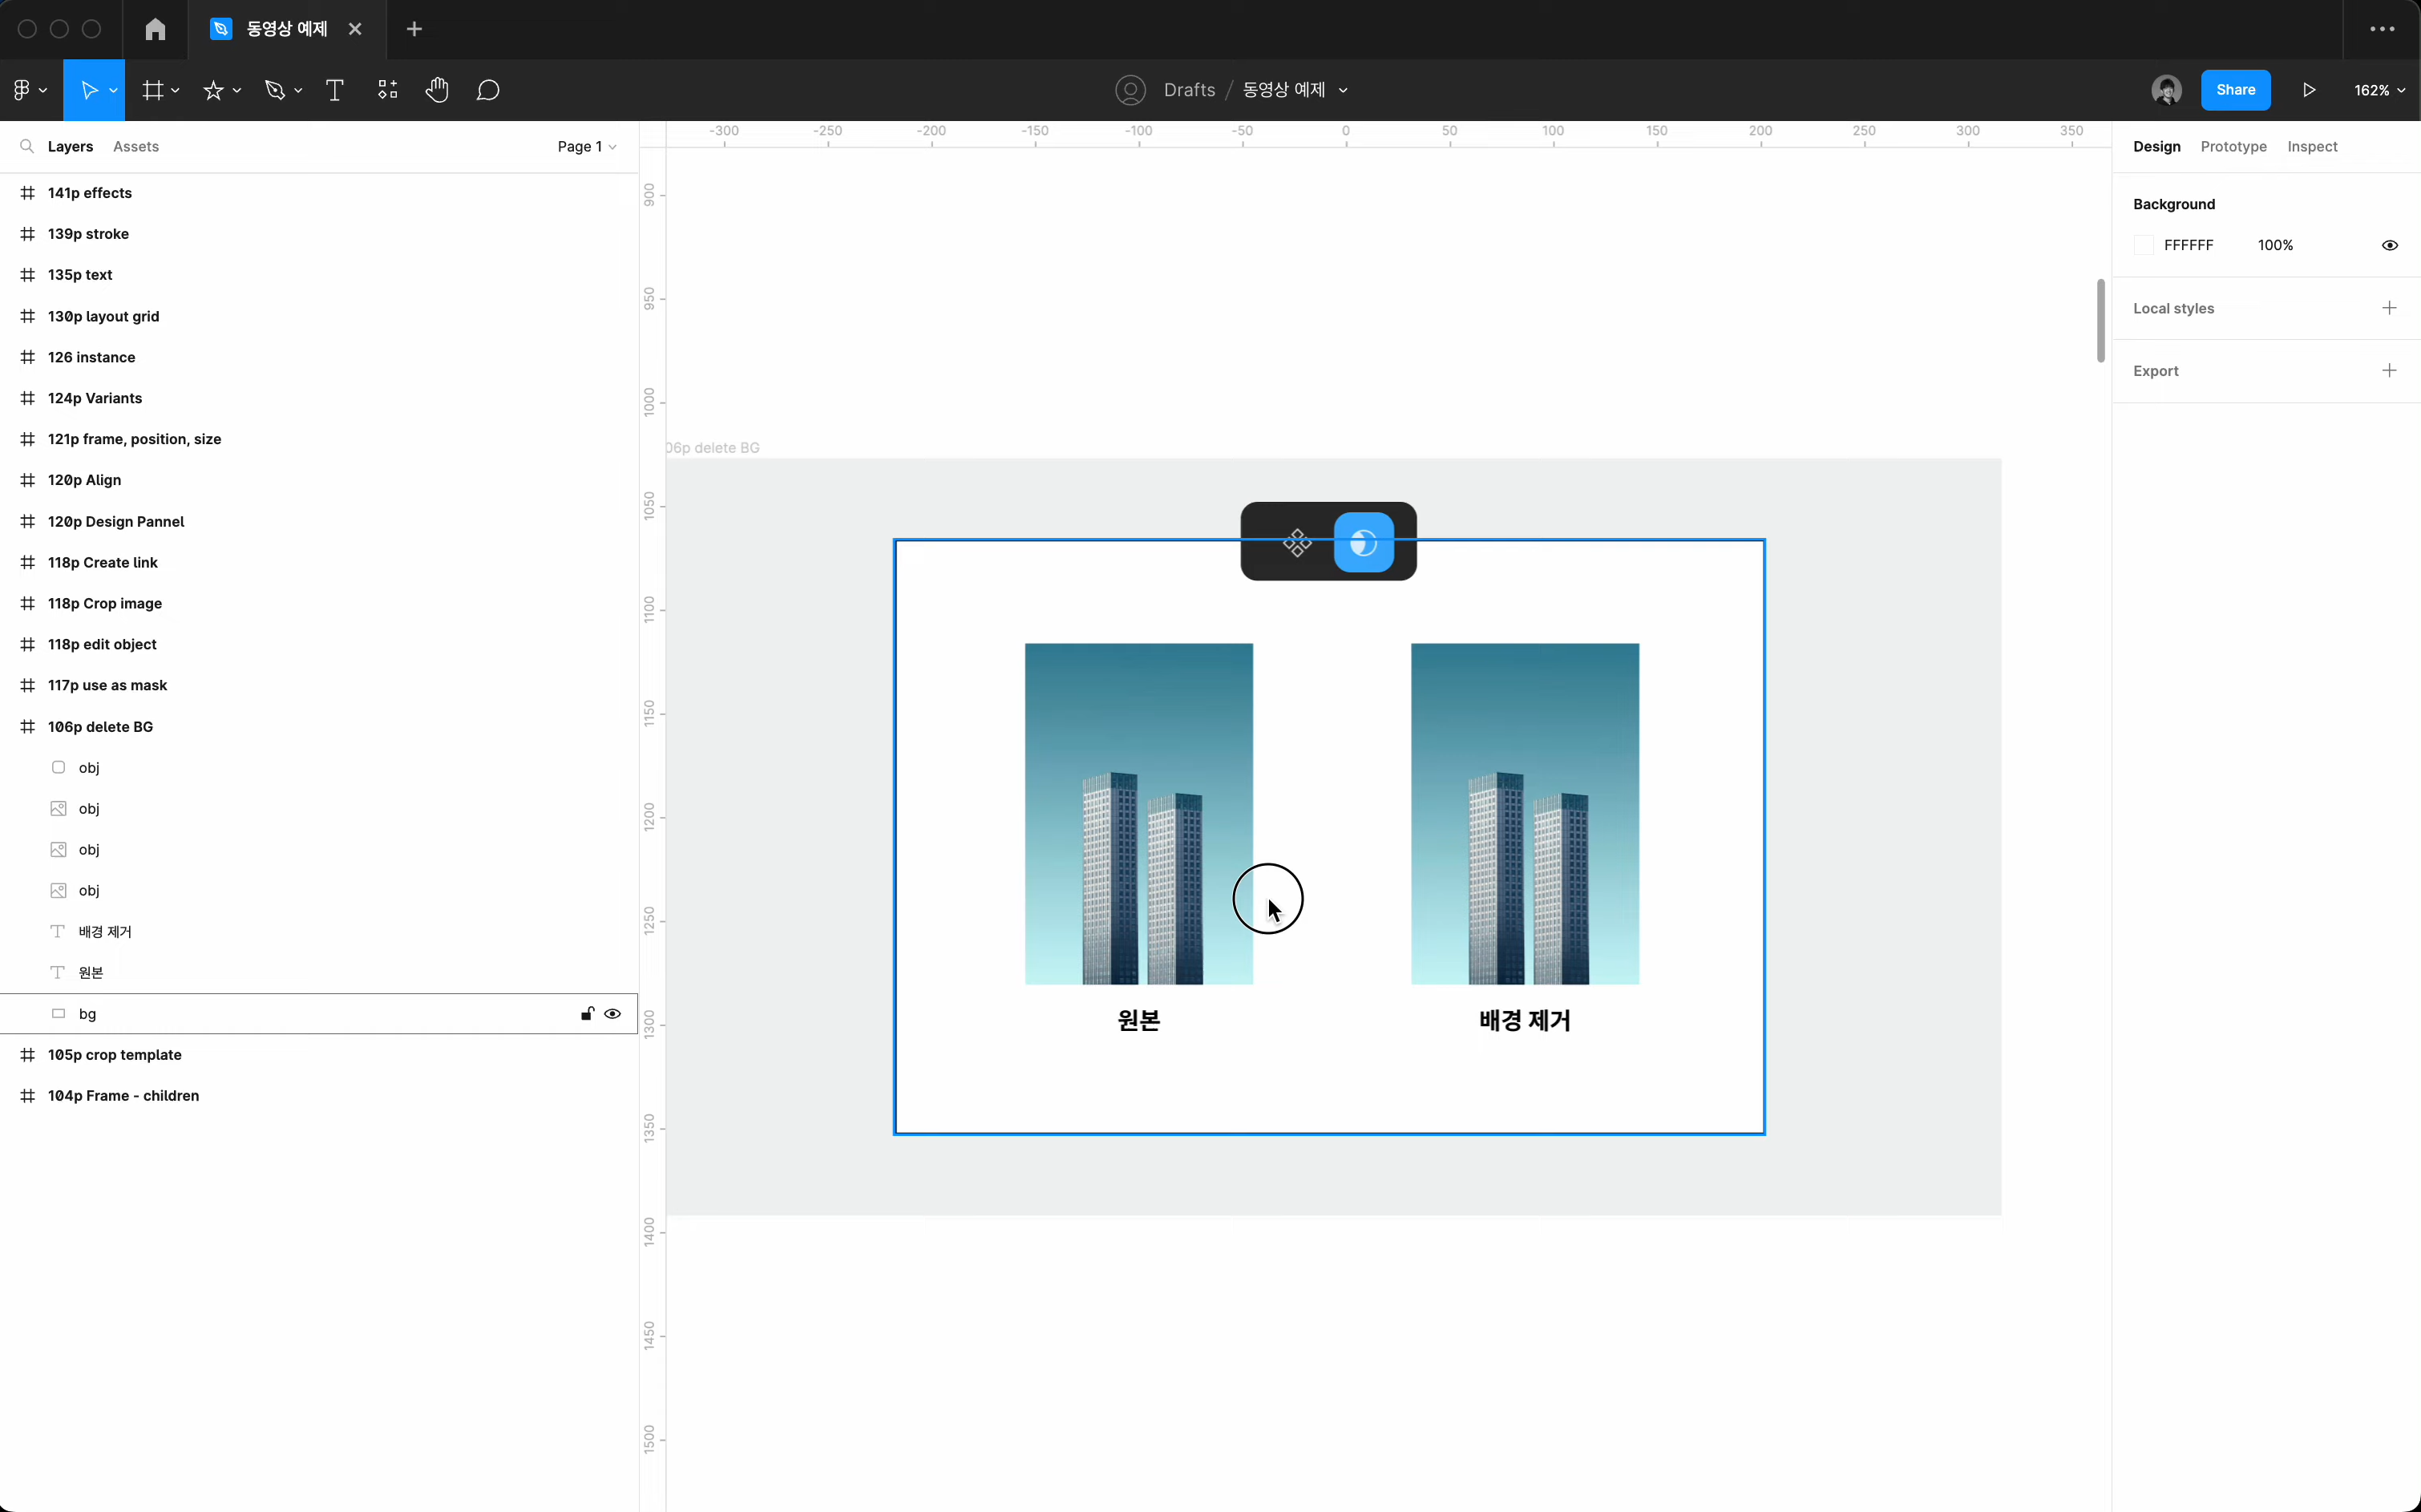 동영상 예제
Drafts / 동영상 예제
Share
162%
Layers
Assets
Page 1
141p effects
139p stroke
135p text
130p layout grid
126 instance
124p Variants
121p frame, position, size
120p Align
120p Design Pannel
118p Create link
118p Crop image
118p edit object
117p use as mask
106p delete BG
obj
obj
obj
obj
배경 제거
원본
bg
105p crop template
104p Frame - children
-300 -250 -200 -150 -100 -50 0 50 100 150 200 250 300 350
900
950
1000
1050
1100
1150
1200
1250
1300
1350
1400
1450
1500
06p delete BG
원본
배경 제거
Design
Prototype
Inspect
Background
FFFFFF 100%
Local styles
Export